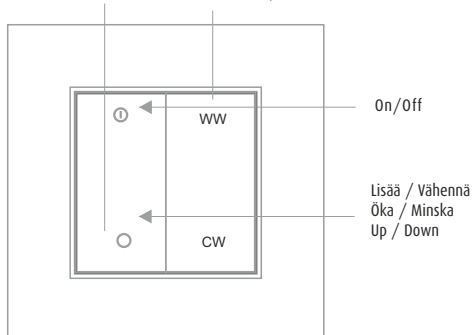 WW
On/Off
Lisää / Vähennä
Öka / Minska
Up / Down
CW